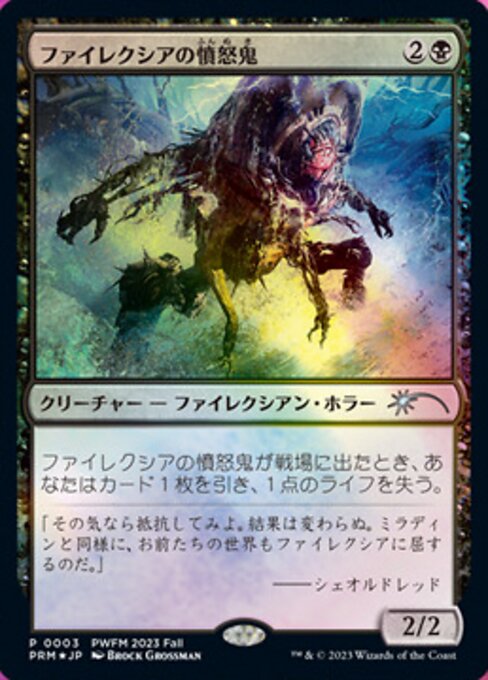 ファイレクシアの憤怒鬼 2
ふんぬき
クリーチャー — ファイレクシアン・ホラー
ファイレクシアの憤怒鬼が戦場に出たとき、あ
なたはカード1枚を引き、1点のライフを失う。
「その気なら抵抗してみよ。結果は変わらぬ。ミラディ
ンと同様に、お前たちの世界もファイレクシアに屈す
るのだ。」
——シェオルドレッド
2/2
P 0003 PWFM 2023 Fall
PRM★JP Brock Grossman
™ & © 2023 Wizards of the Coast